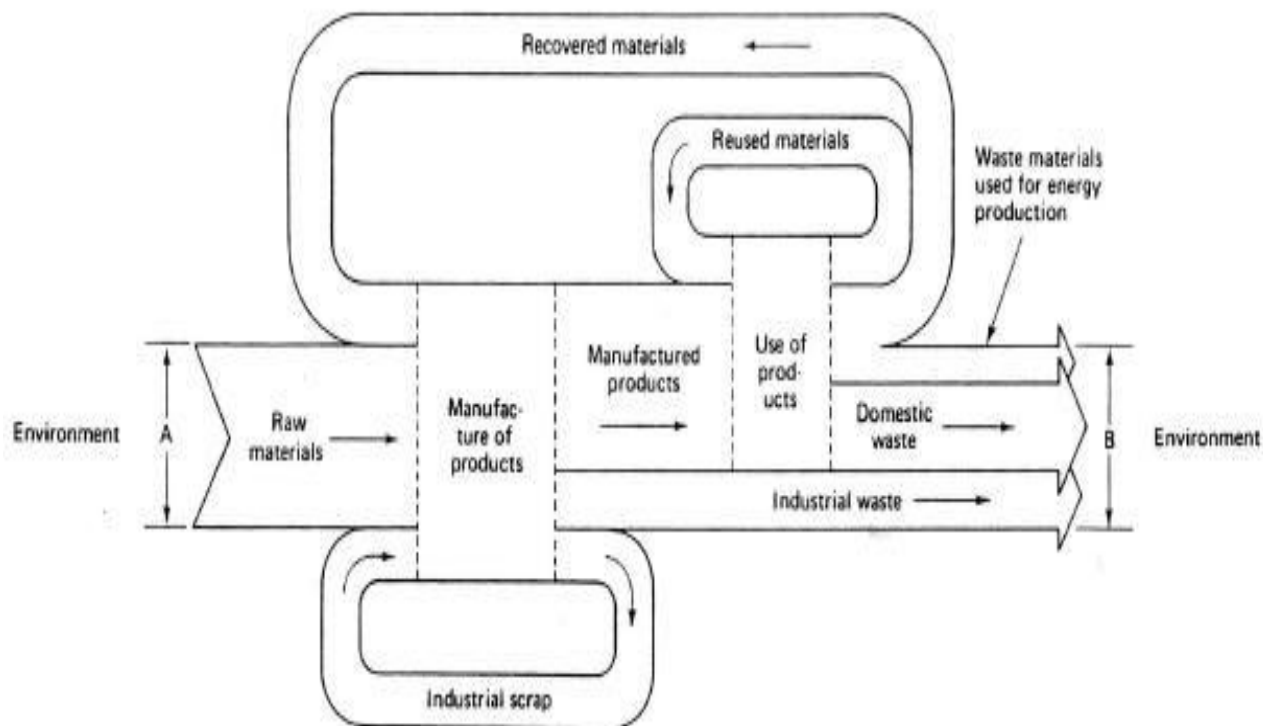 Recovered materials
Reused materials
Waste materials
used for energy
production
Environment
A
Raw
materials
Manufac-
ture of
products
Manufactured
products
Use of
prod-
ucts
Domestic
waste
B
Environment
Industrial waste
Industrial scrap